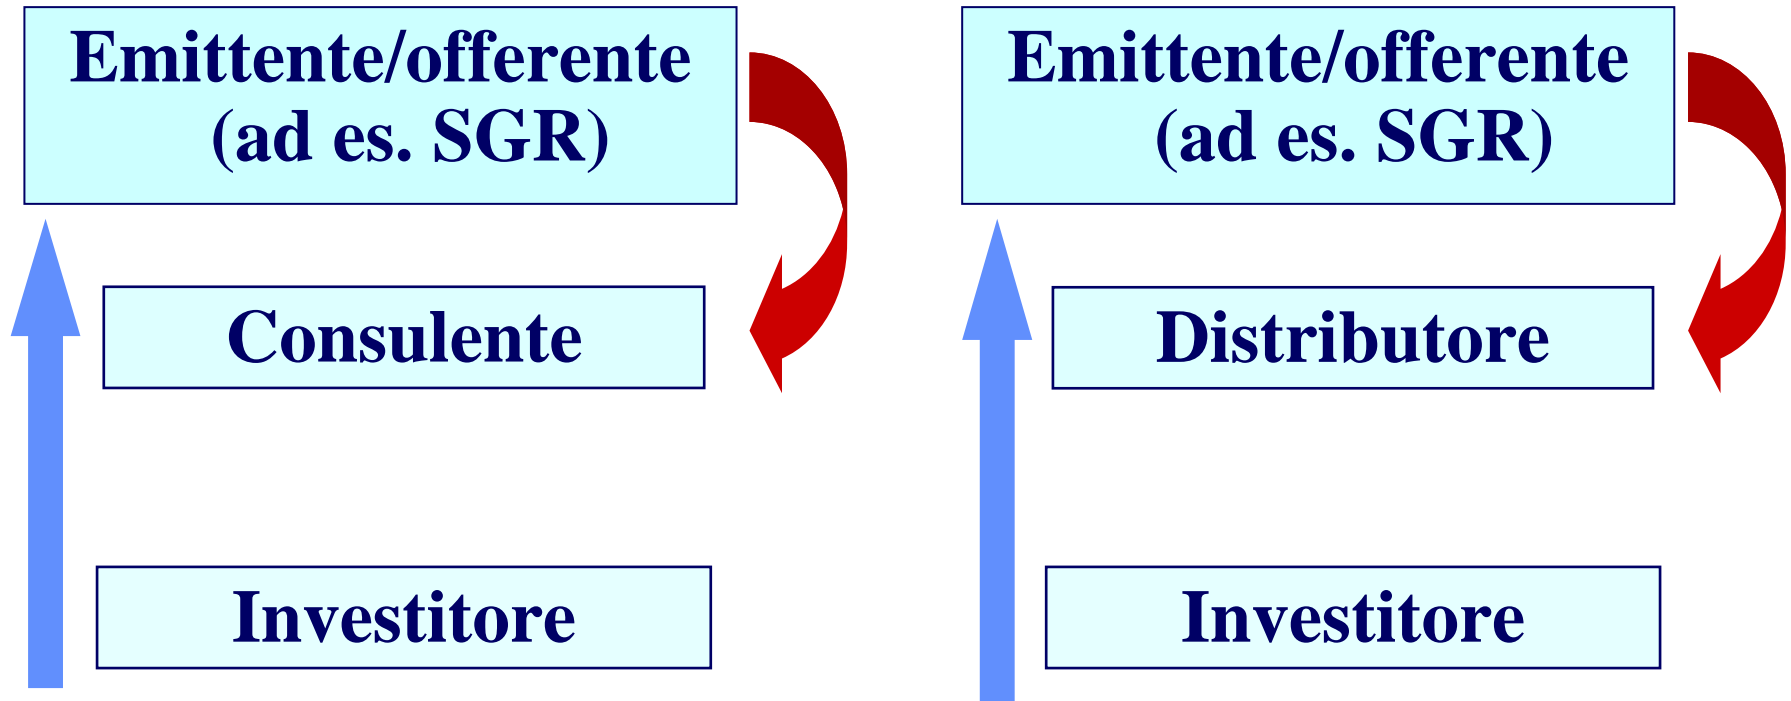 Emittente/offerente
(ad es. SGR)
Consulente
Investitore
Emittente/offerente
(ad es. SGR)
Distributore
Investitore